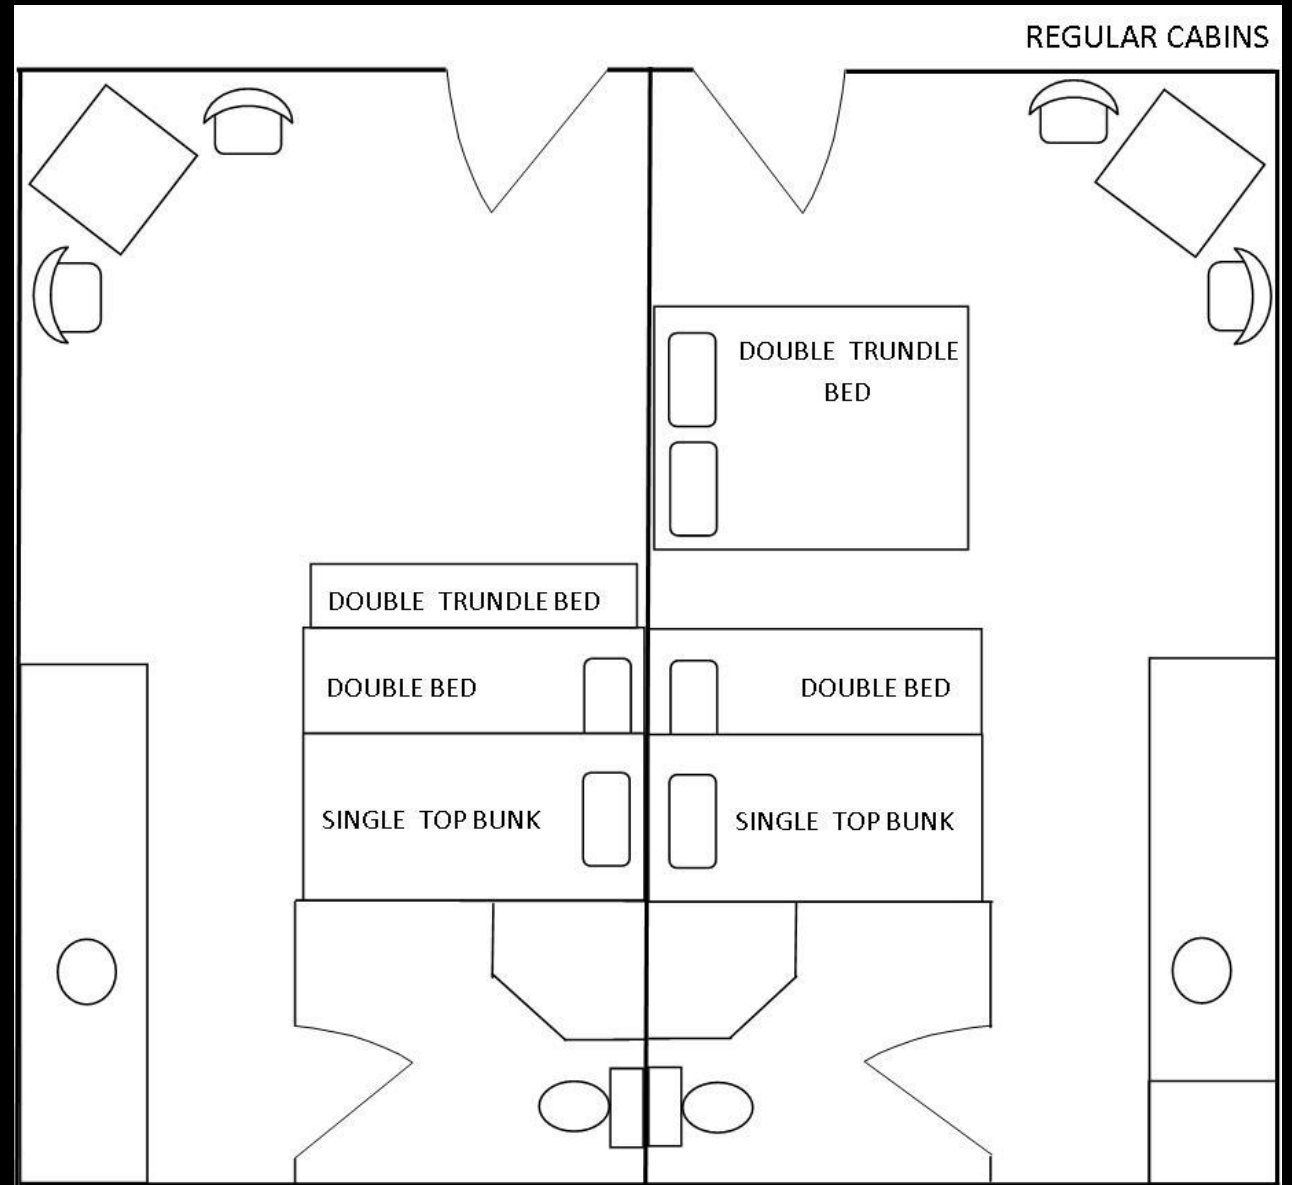 REGULAR CABINS
DOUBLE TRUNDLE
BED
DOUBLE TRUNDLE BED
DOUBLE BED
DOUBLE BED
SINGLE TOP BUNK
SINGLE TOP BUNK